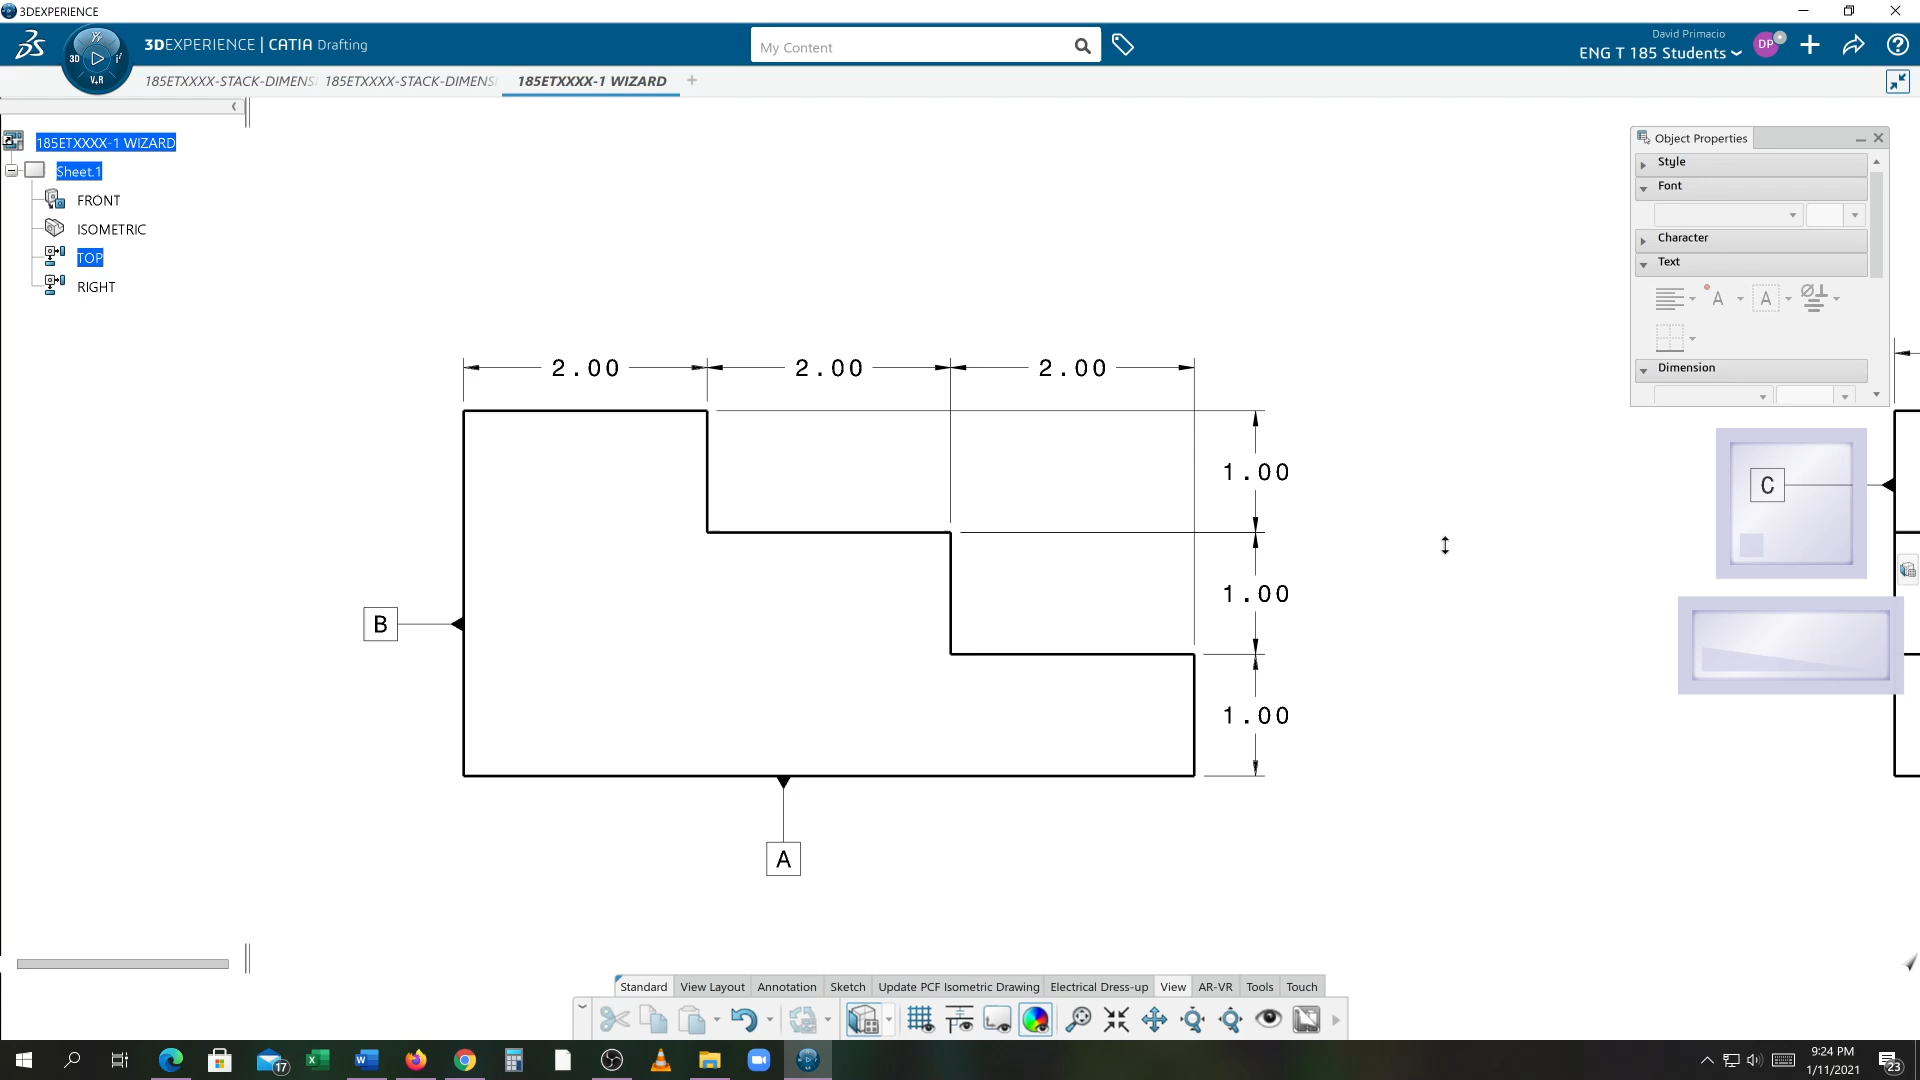 3DEXPERIENCE
3DEXPERIENCE | CATIA Drafting
My Content
David Primacio
ENG T 185 Students
DP
3D
V.R
185ETXXXX-STACK-DIMENS
185ETXXXX-STACK-DIMENS
185ETXXXX-1 WIZARD
185ETXXXX-1 WIZARD
Sheet.1
FRONT
ISOMETRIC
TOP
RIGHT
Object Properties
Style
Font
Character
Text
A
A
Dimension
2.00
2.00
2.00
1.00
1.00
1.00
B
A
C
Standard
View Layout
Annotation
Sketch
Update PCF Isometric Drawing
Electrical Dress-up
View
AR-VR
Tools
Touch
17
9:24 PM
1/11/2021
23